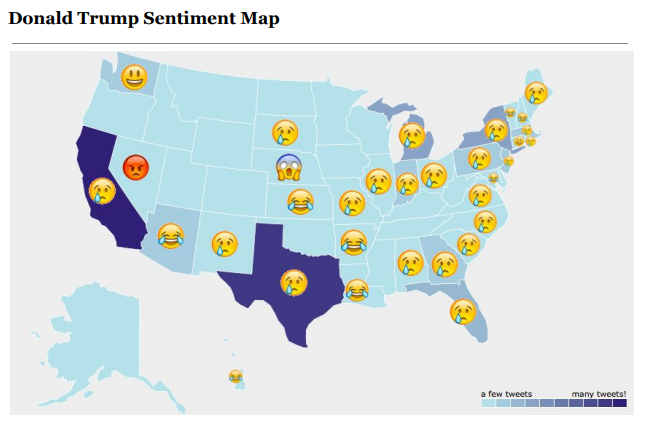 Donald Trump Sentiment Map
a few tweets many tweets!